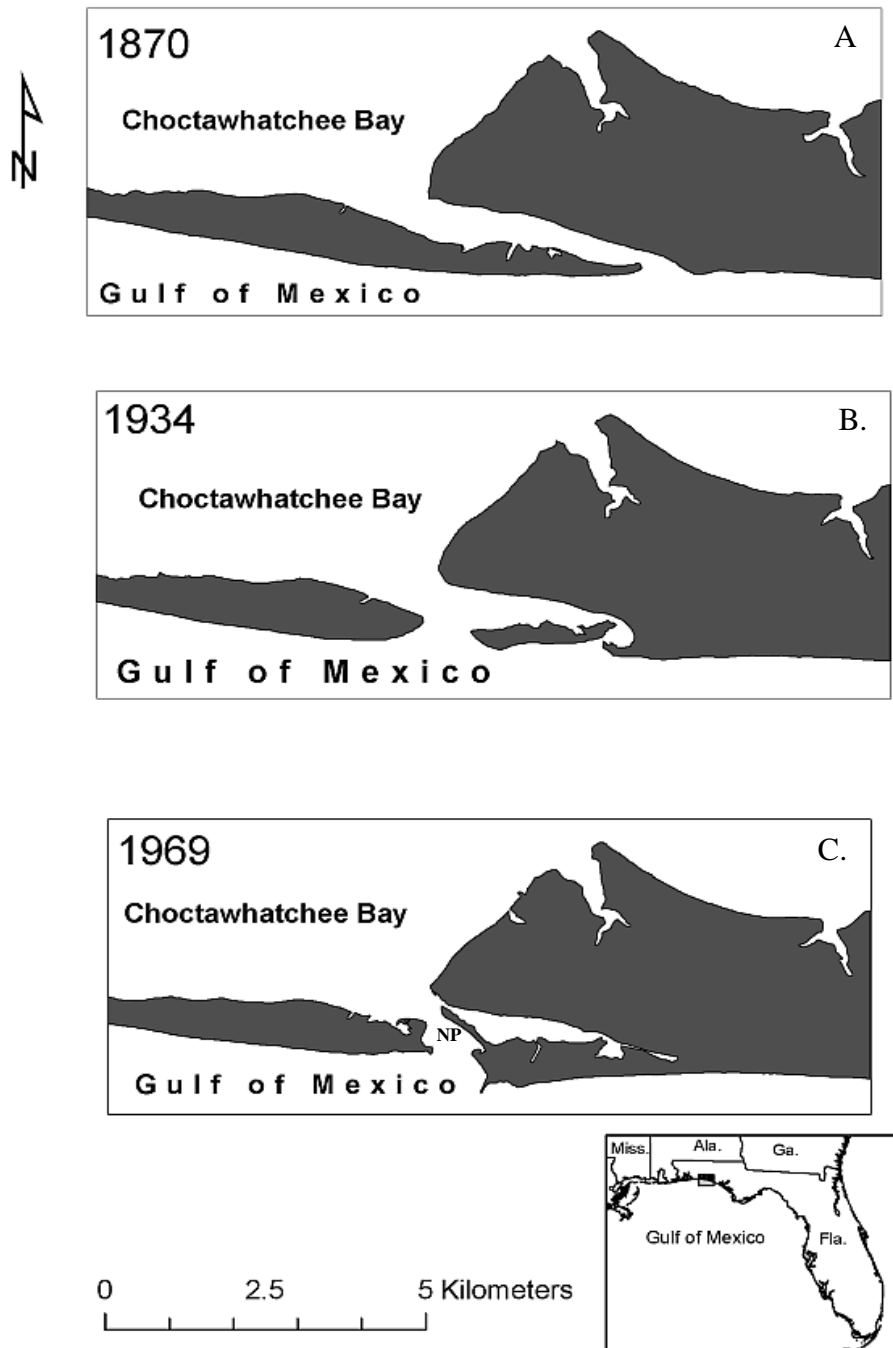 1870
A
Choctawhatchee Bay
N
Gulf of Mexico
1934
B.
Choctawhatchee Bay
Gulf of Mexico
1969
C.
Choctawhatchee Bay
NP
Gulf of Mexico
Miss.
Ala.
Ga.
Gulf of Mexico
Fla.
0 2.5 5 Kilometers